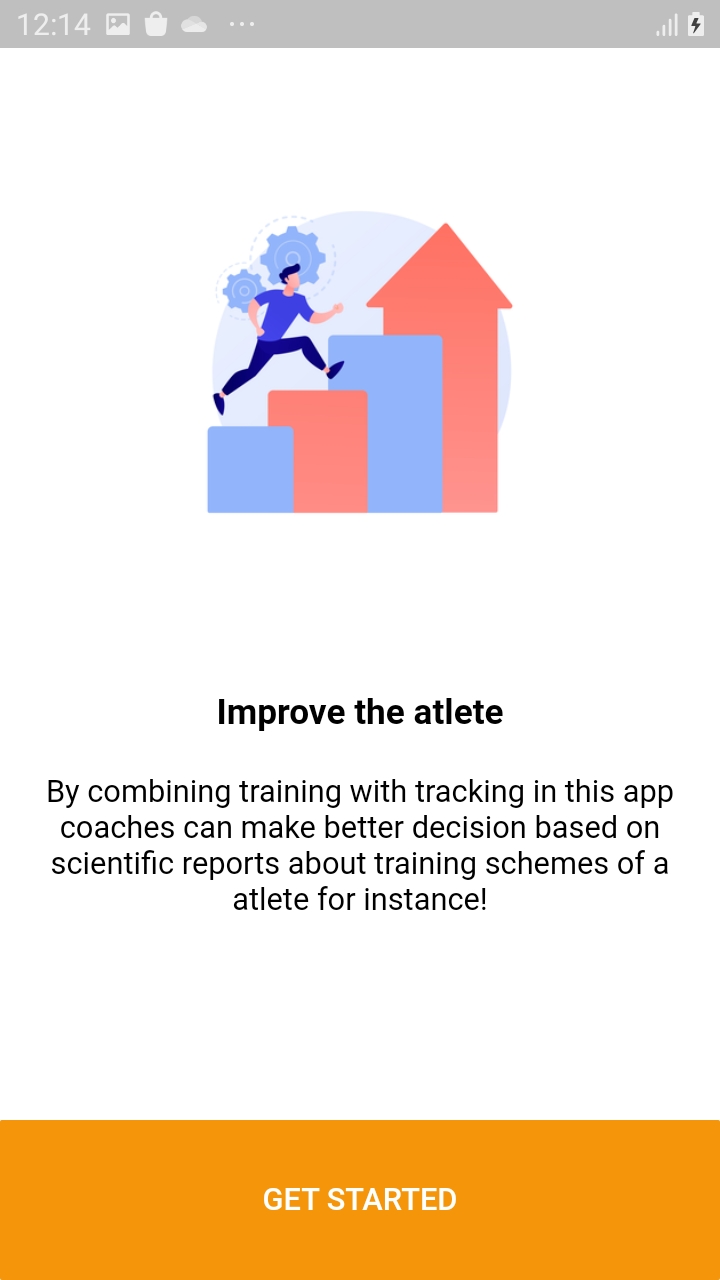 12:14
Improve the atlete
By combining training with tracking in this app
coaches can make better decision based on
scientific reports about training schemes of a
atlete for instance!
GET STARTED